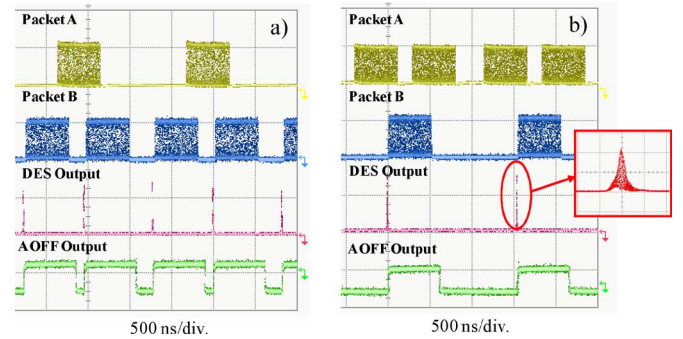 Packet A
a)
Packet B
DES Output
AOFF Output
500 ns/div.
Packet A
b)
Packet B
DES Output
AOFF Output
500 ns/div.